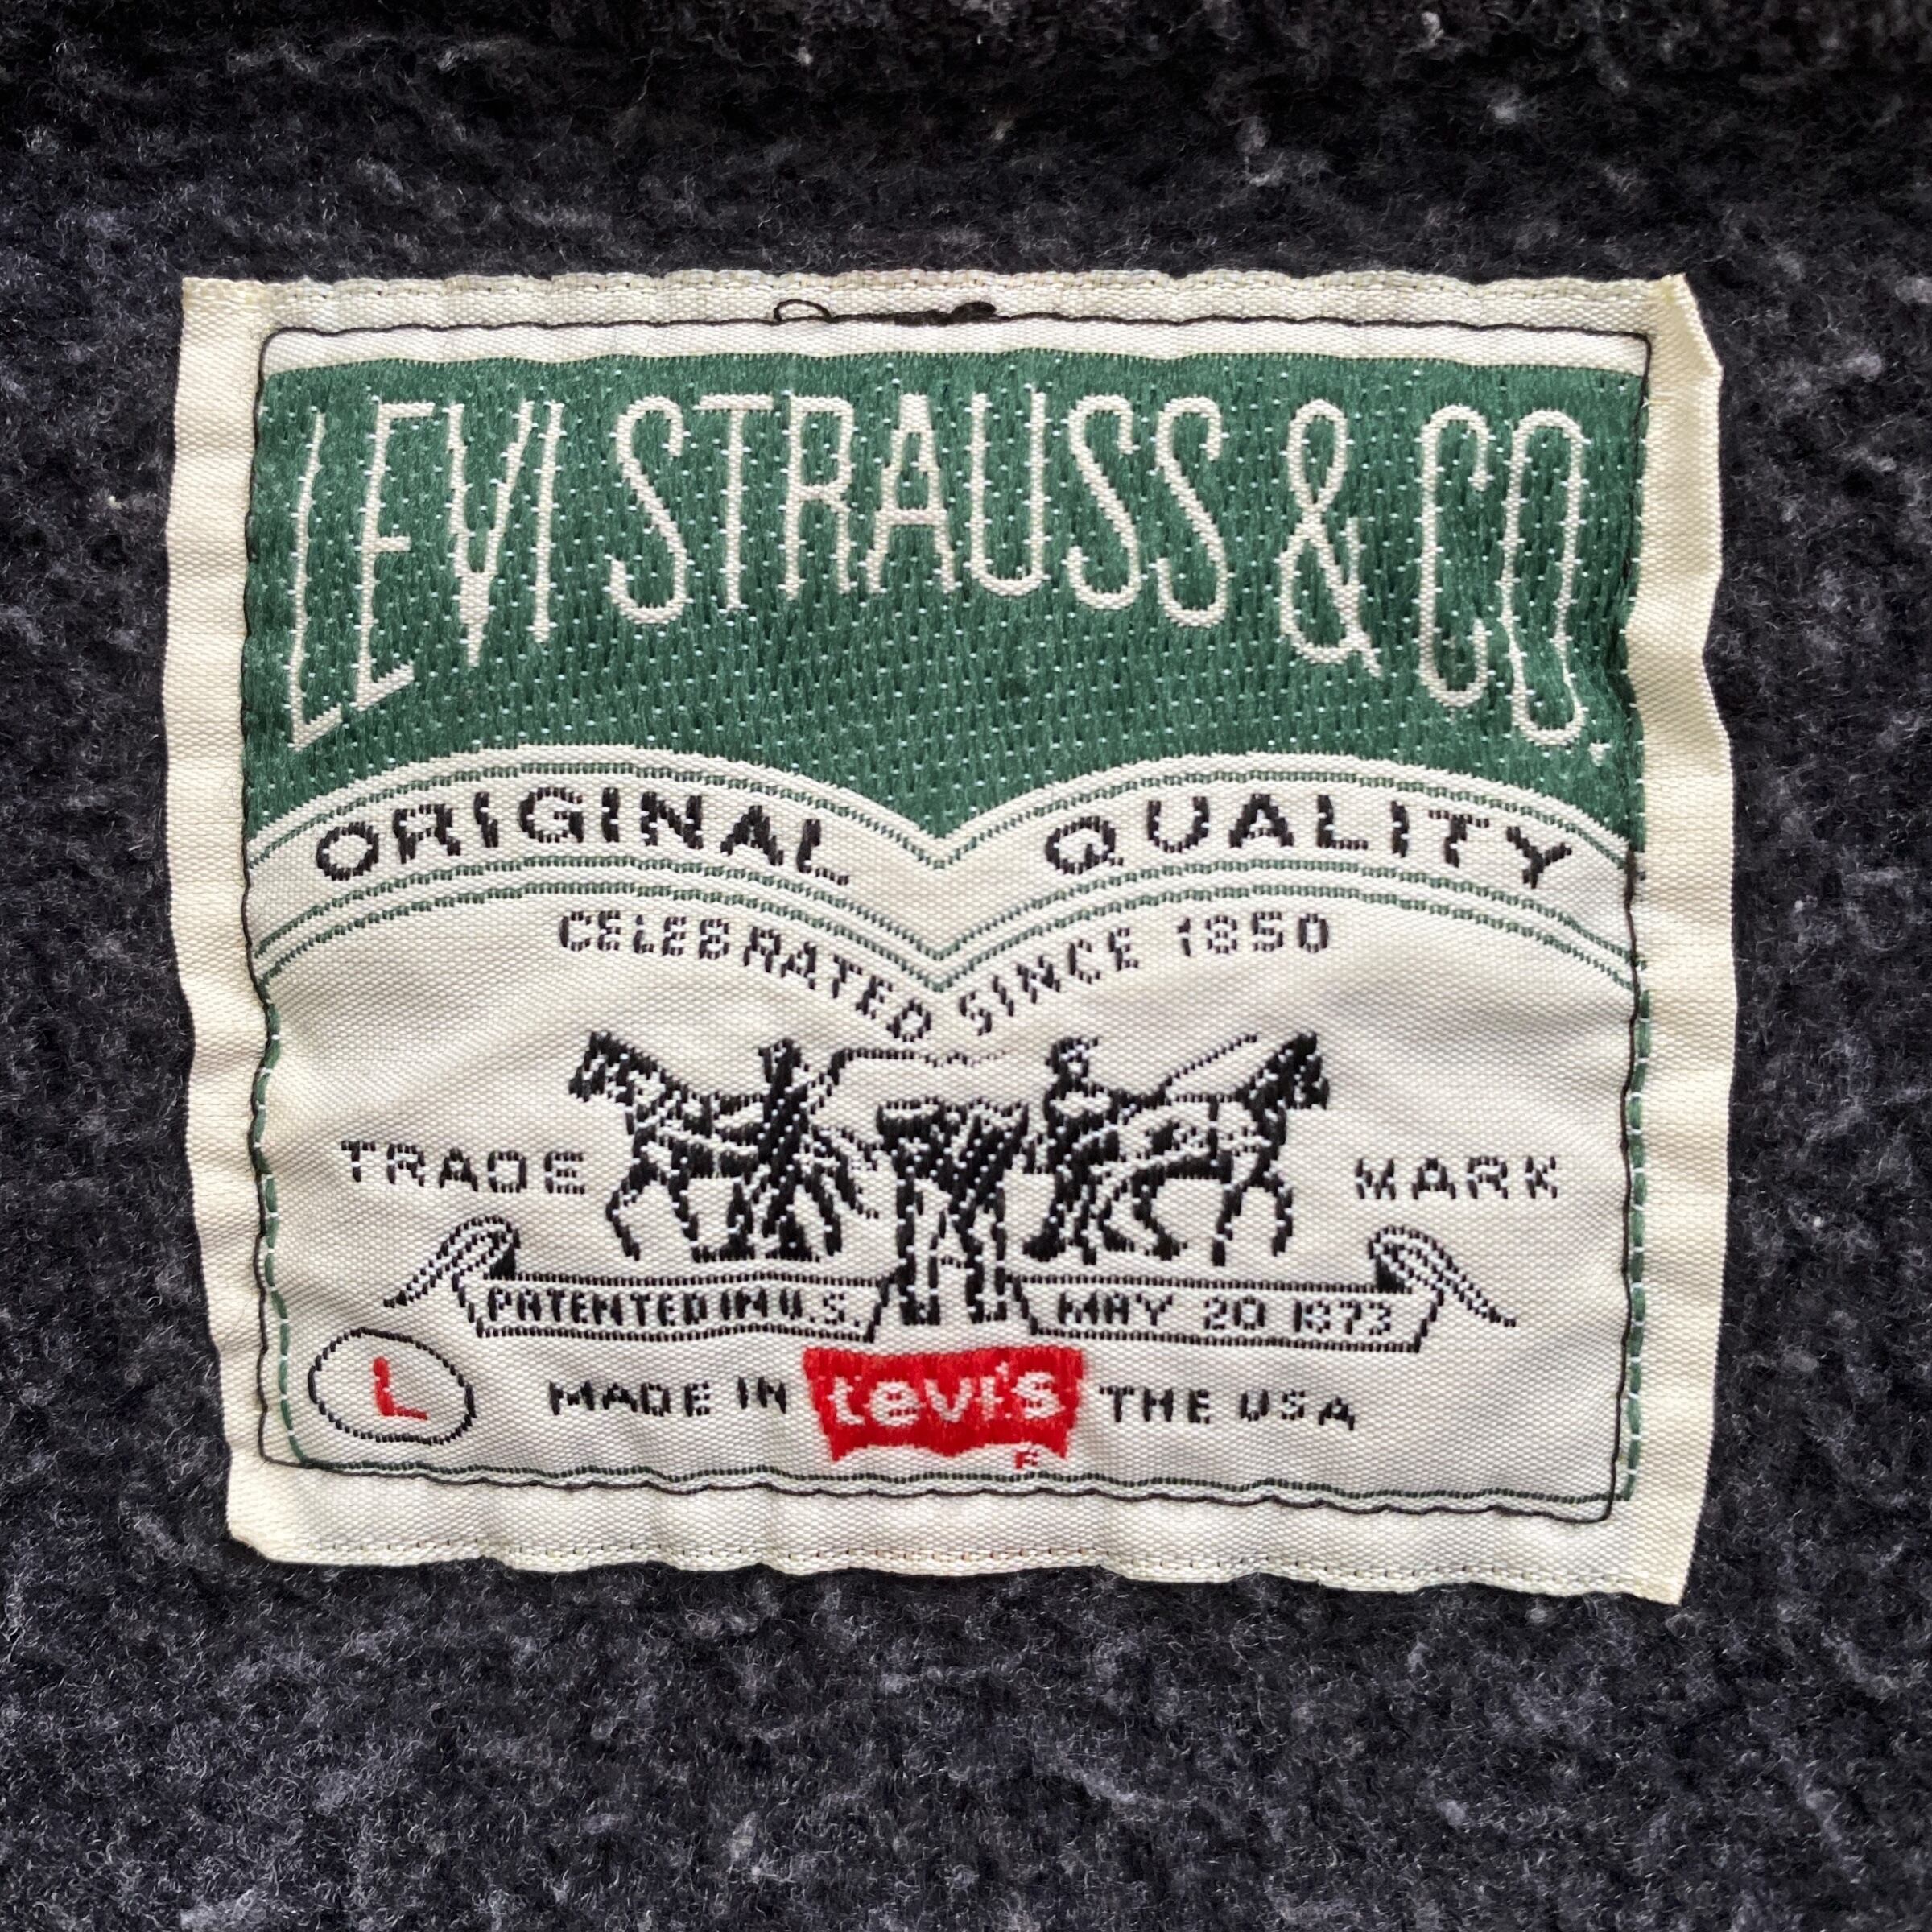 LEVI STRAUSS & CO.
ORIGINAL QUALITY
CELEBRATED SINCE 1850
TRADE MARK
PATENTED IN U.S. MAY 20 1873
L
MADE IN Levi's THE USA
®